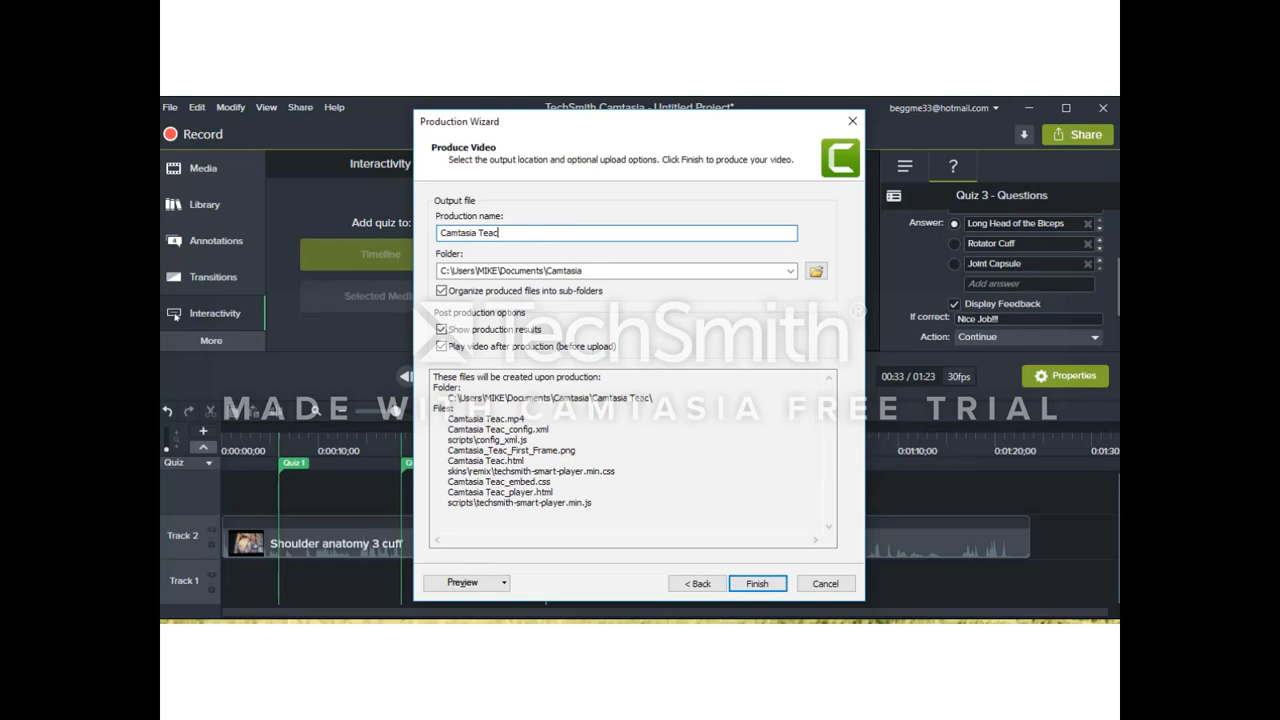 File Edit Modify View Share Help
TechSmith Camtasia - Untitled Project*
beggme33@hotmail.com
Record
Share
Media
Library
Annotations
Transitions
Interactivity
More
Interactivity
Add quiz to:
Timeline
Selected Media
Production Wizard
Produce Video
Select the output location and optional upload options. Click Finish to produce your video.
Output file
Production name:
Camtasia Teac
Folder:
C:\Users\MIKE\Documents\Camtasia
Organize produced files into sub-folders
Post production options
Show production results
Play video after production (before upload)
These files will be created upon production:
Folder:
C:\Users\MIKE\Documents\Camtasia\Camtasia Teac\
Files:
Camtasia Teac.mp4
Camtasia Teac_config.xml
scripts\config_xml.js
Camtasia_Teac_First_Frame.png
Camtasia Teac.html
skins\remix\techsmith-smart-player.min.css
Camtasia Teac_embed.css
Camtasia Teac_player.html
scripts\techsmith-smart-player.min.js
Preview
< Back
Finish
Cancel
?
Quiz 3 - Questions
Answer:
Long Head of the Biceps
Rotator Cuff
Joint Capsule
Add answer
Display Feedback
If correct: Nice Job!!!
Action: Continue
00:33 / 01:23 30fps
Properties
TechSmith®
MADE WITH CAMTASIA FREE TRIAL
0:00:00;00
0:00:10;00
0:01:10;00
0:01:20;00
0:01:30
Quiz
Quiz 1
Q
Track 2
Shoulder anatomy 3 cuff
Track 1